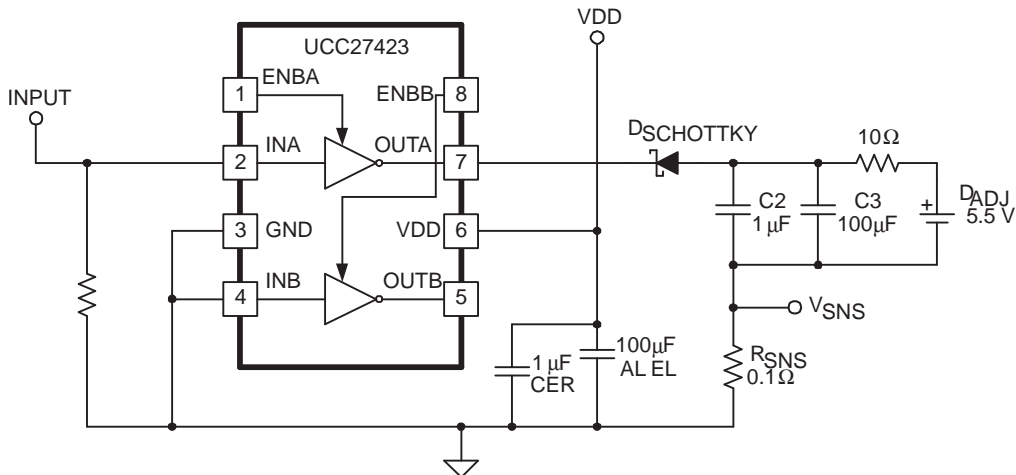 VDD
UCC27423
INPUT
ENBA
ENBB
1
8
DSCHOTTKY
10Ω
INA
OUTA
2
7
C2
1 μF
C3
100μF
+
DADJ
5.5 V
3
GND
VDD
6
INB
OUTB
4
5
VSNS
1 μF
CER
100μF
AL EL
RSNS
0.1Ω